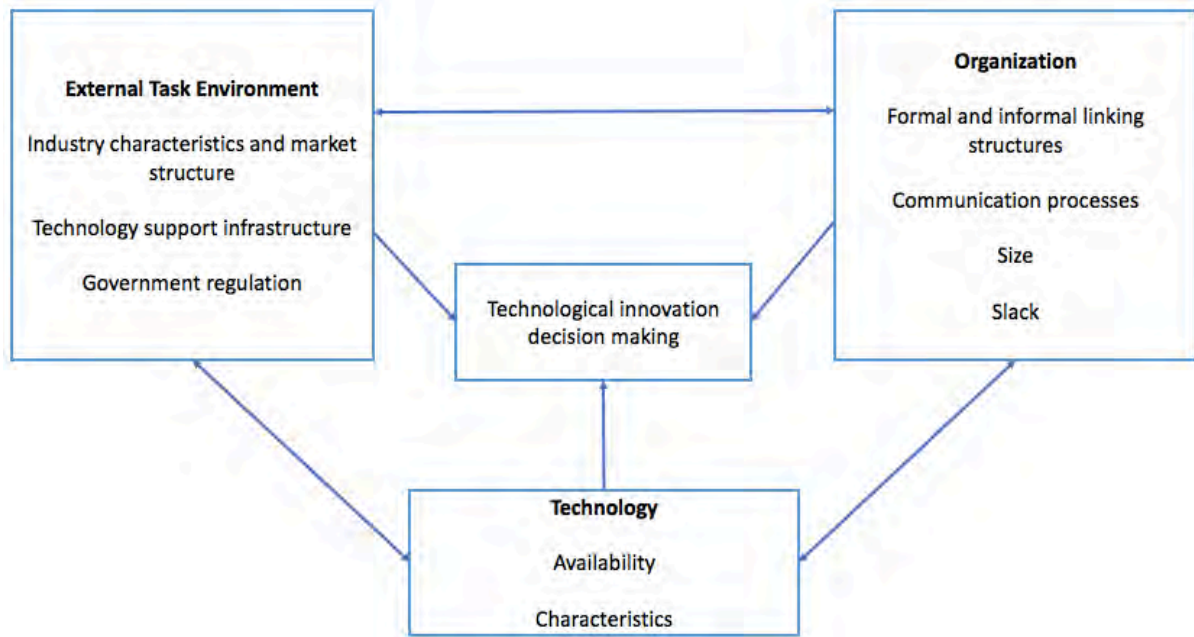 External Task Environment
Industry characteristics and market
structure
Technology support infrastructure
Government regulation
Organization
Formal and informal linking
structures
Communication processes
Size
Slack
Technological innovation
decision making
Technology
Availability
Characteristics